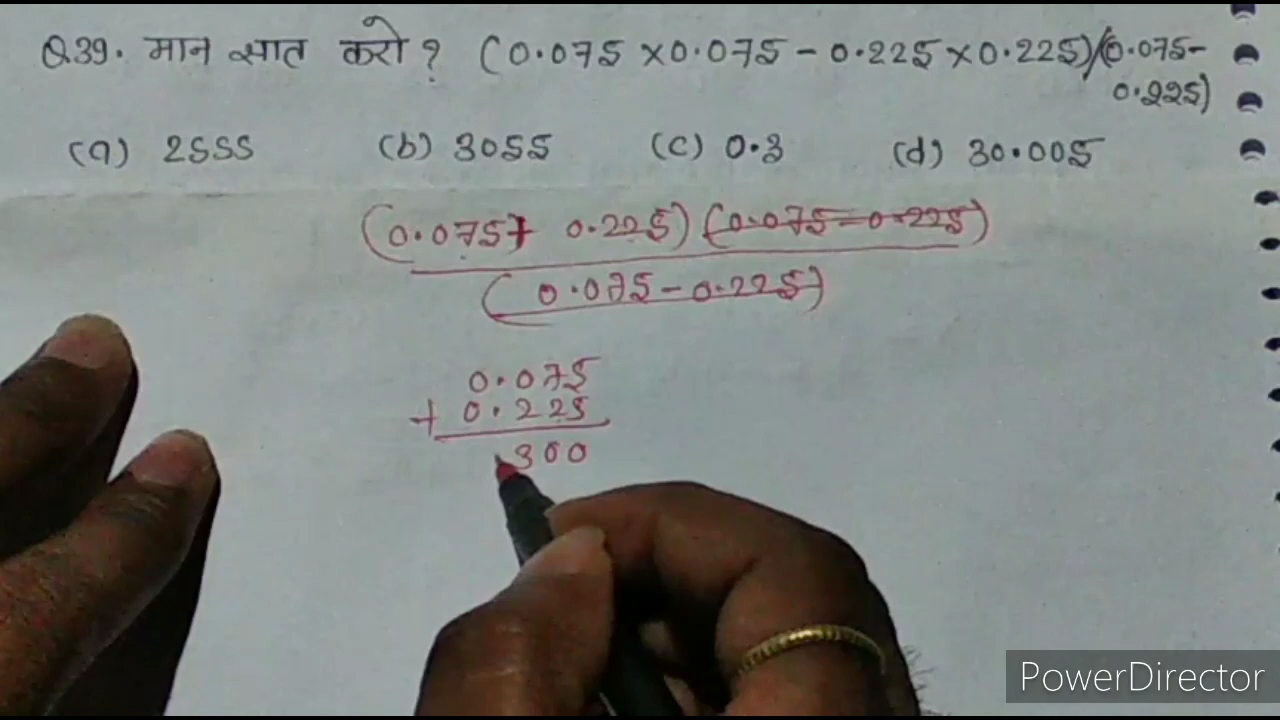 Q.39. मान ज्ञात करो? (0.075 ×0.075 - 0.225 ×0.225)/(0.075-
0.225)
(a) 2555 (b) 3055 (c) 0.3 (d) 30.005
(0.075+ 0.225) (0.075-0.225)
(0.075-0.225)
0.075
+ 0.225
.300
PowerDirector